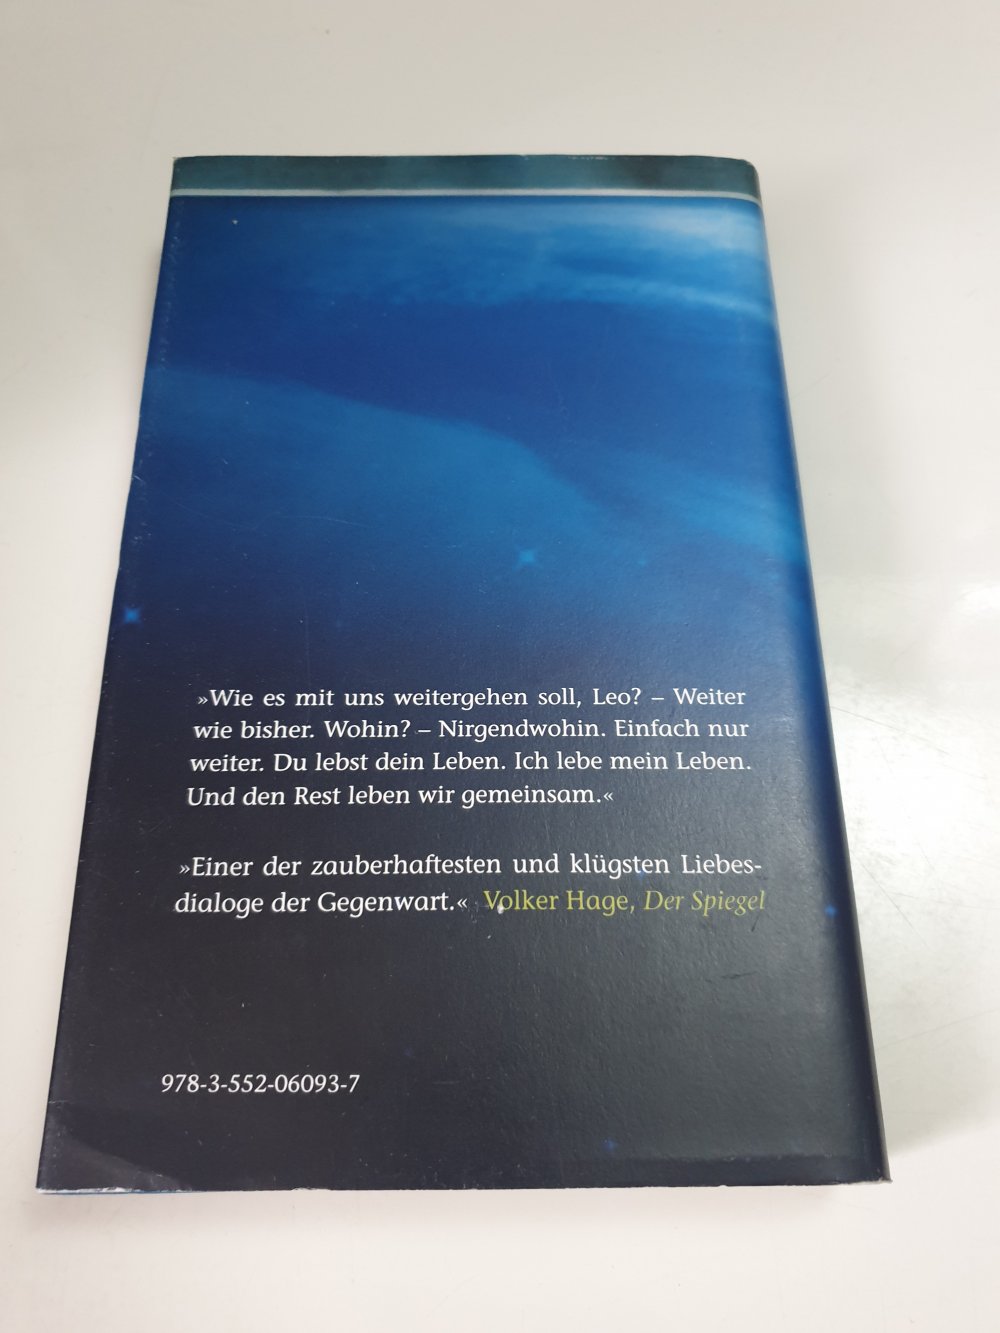 »Wie es mit uns weitergehen soll, Leo? – Weiter
wie bisher. Wohin? – Nirgendwohin. Einfach nur
weiter. Du lebst dein Leben. Ich lebe mein Leben.
Und den Rest leben wir gemeinsam.«
»Einer der zauberhaftesten und klügsten Liebes-
dialoge der Gegenwart.« Volker Hage, Der Spiegel
978-3-552-06093-7